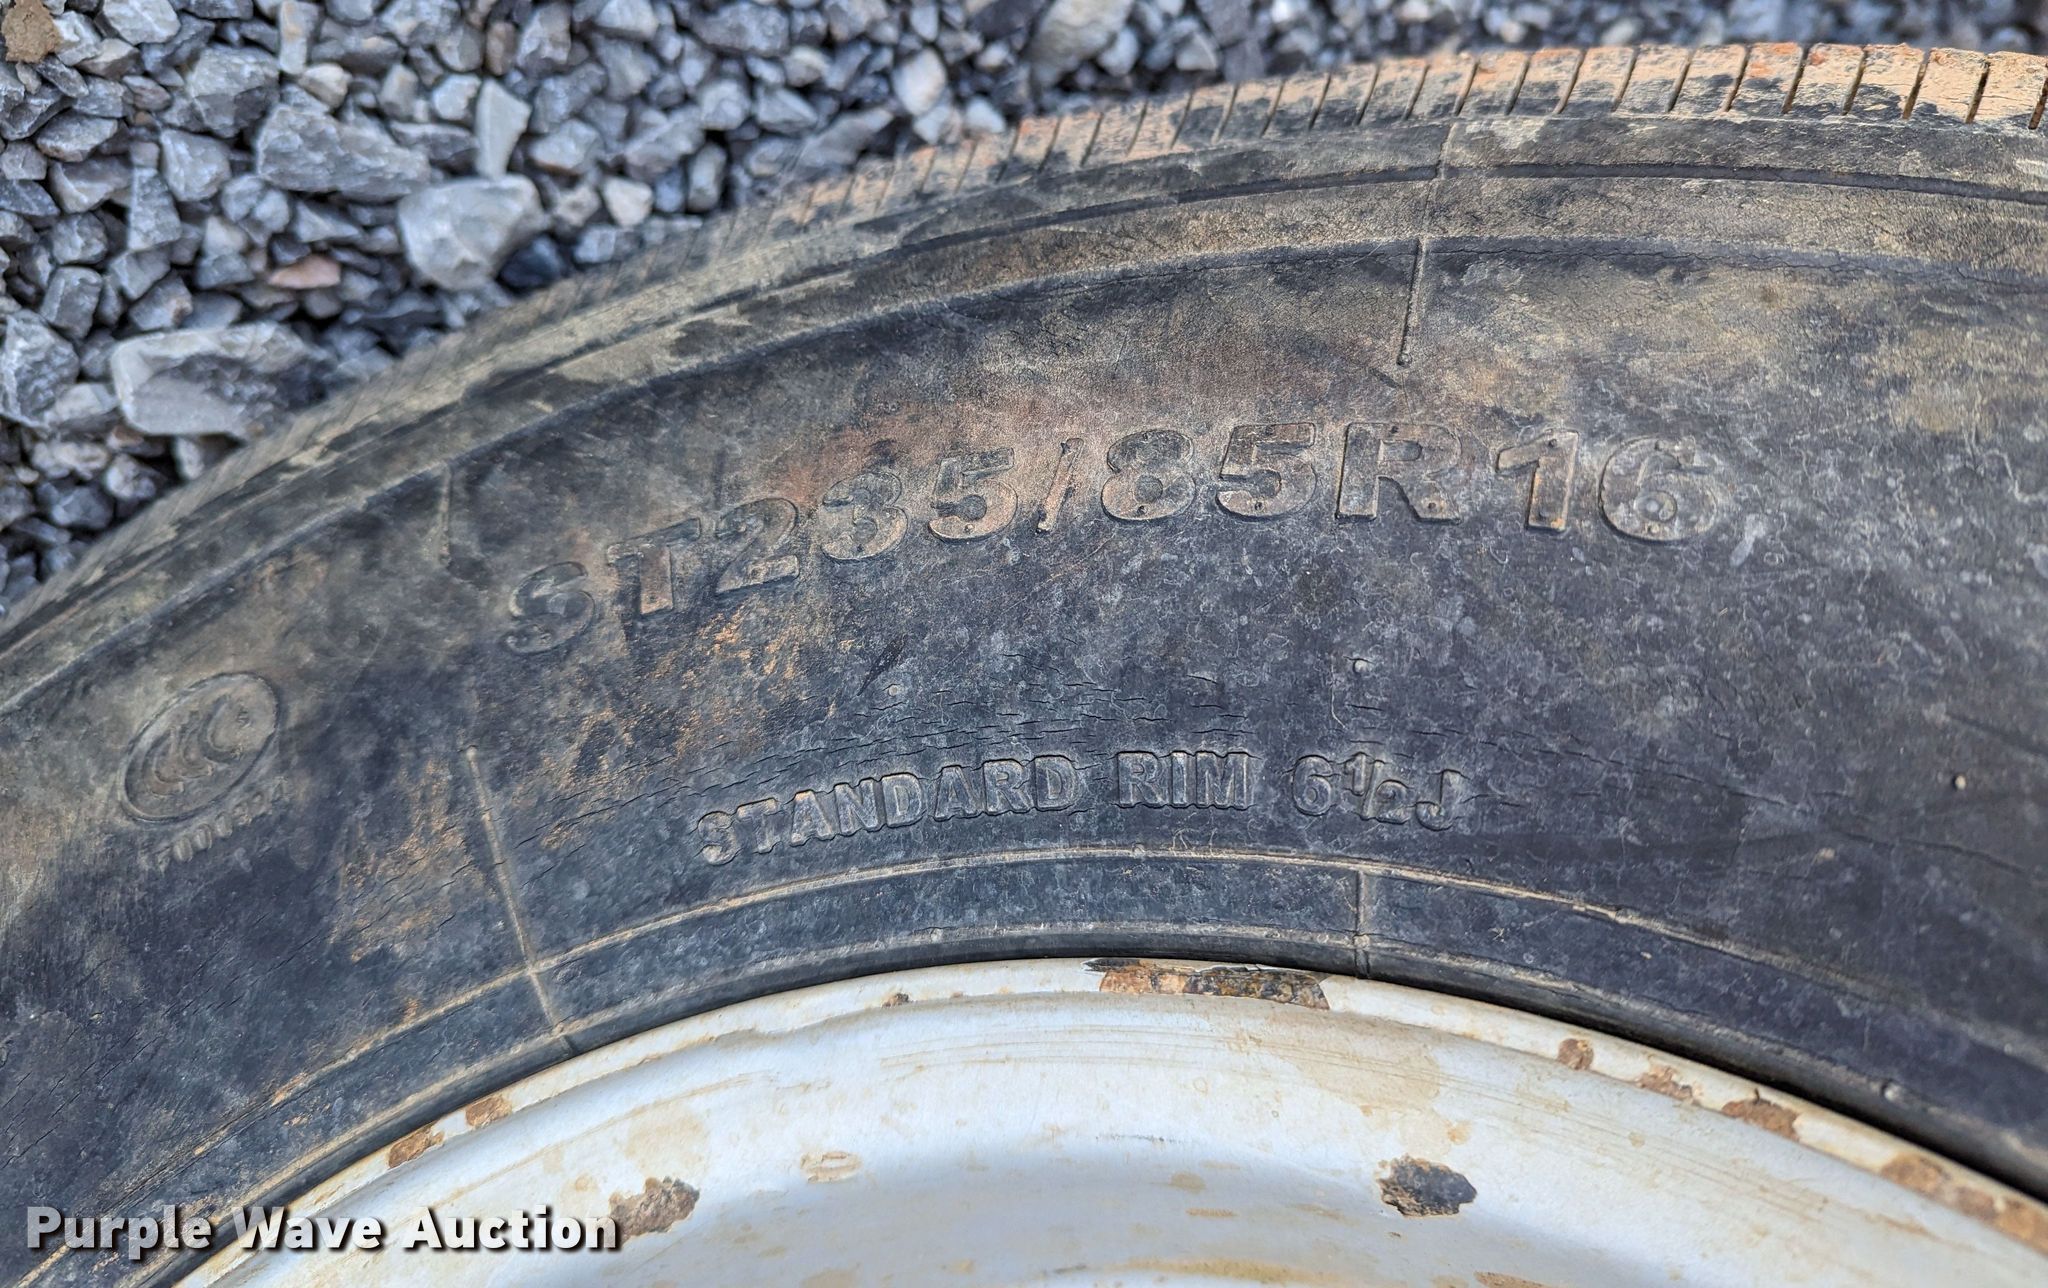 ST235/85R16
STANDARD RIM 6½J
Purple Wave Auction